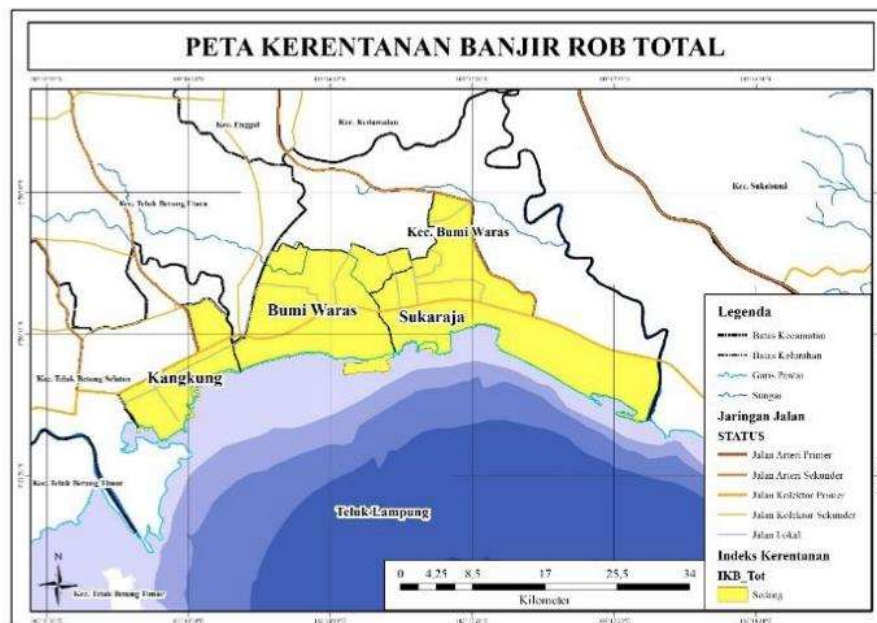 PETA KERENTANAN BANJIR ROB TOTAL
Kec. Enggal
Kec. Kedamaian
Kec. Sukabumi
Kec. Teluk Betung Utara
Kec. Bumi Waras
Bumi Waras
Sukaraja
Kangkung
Kec. Teluk Betung Selatan
Kec. Teluk Betung Timur
Teluk Lampung
Kec. Teluk Betung Timur
N
0 4,25 8,5 17 25,5 34
Kilometer
Legenda
Batas Kecamatan
Batas Kelurahan
Garis Pantai
Sungai
Jaringan Jalan
STATUS
Jalan Arteri Primer
Jalan Arteri Sekunder
Jalan Kolektor Primer
Jalan Kolektor Sekunder
Jalan Lokal
Indeks Kerentanan
IKB_Tot
Sedang